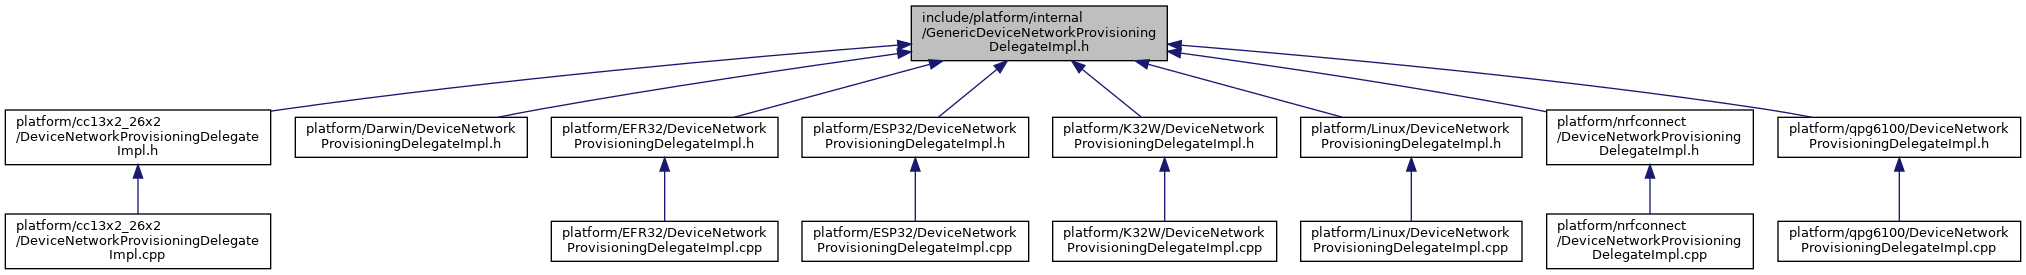 include/platform/internal
/GenericDeviceNetworkProvisioning
DelegateImpl.h
platform/cc13x2_26x2
/DeviceNetworkProvisioningDelegate
Impl.h
platform/Darwin/DeviceNetwork
ProvisioningDelegateImpl.h
platform/EFR32/DeviceNetwork
ProvisioningDelegateImpl.h
platform/ESP32/DeviceNetwork
ProvisioningDelegateImpl.h
platform/K32W/DeviceNetwork
ProvisioningDelegateImpl.h
platform/Linux/DeviceNetwork
ProvisioningDelegateImpl.h
platform/nrfconnect
/DeviceNetworkProvisioning
DelegateImpl.h
platform/qpg6100/DeviceNetwork
ProvisioningDelegateImpl.h
platform/cc13x2_26x2
/DeviceNetworkProvisioningDelegate
Impl.cpp
platform/EFR32/DeviceNetwork
ProvisioningDelegateImpl.cpp
platform/ESP32/DeviceNetwork
ProvisioningDelegateImpl.cpp
platform/K32W/DeviceNetwork
ProvisioningDelegateImpl.cpp
platform/Linux/DeviceNetwork
ProvisioningDelegateImpl.cpp
platform/nrfconnect
/DeviceNetworkProvisioning
DelegateImpl.cpp
platform/qpg6100/DeviceNetwork
ProvisioningDelegateImpl.cpp